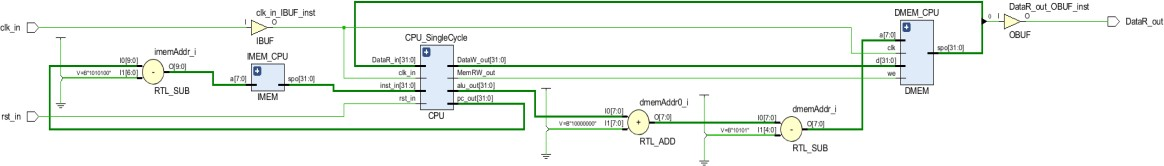 clk_in_IBUF_inst
clk_in
I
O
IBUF
imemAddr_i
I0[9:0]
O[9:0]
V=B"1010100"
I1[6:0]
-
RTL_SUB
IMEM_CPU
a[7:0]
spo[31:0]
IMEM
rst_in
CPU_SingleCycle
DataR_in[31:0]
DataW_out[31:0]
clk_in
MemRW_out
inst_in[31:0]
alu_out[31:0]
rst_in
pc_out[31:0]
CPU
dmemAddr0_i
I0[7:0]
O[7:0]
V=B"10000000"
I1[7:0]
+
RTL_ADD
dmemAddr_i
I0[7:0]
O[7:0]
V=B"10101"
I1[4:0]
-
RTL_SUB
DMEM_CPU
a[7:0]
clk
spo[31:0]
d[31:0]
we
DMEM
DataR_out_OBUF_inst
0
I
O
OBUF
DataR_out